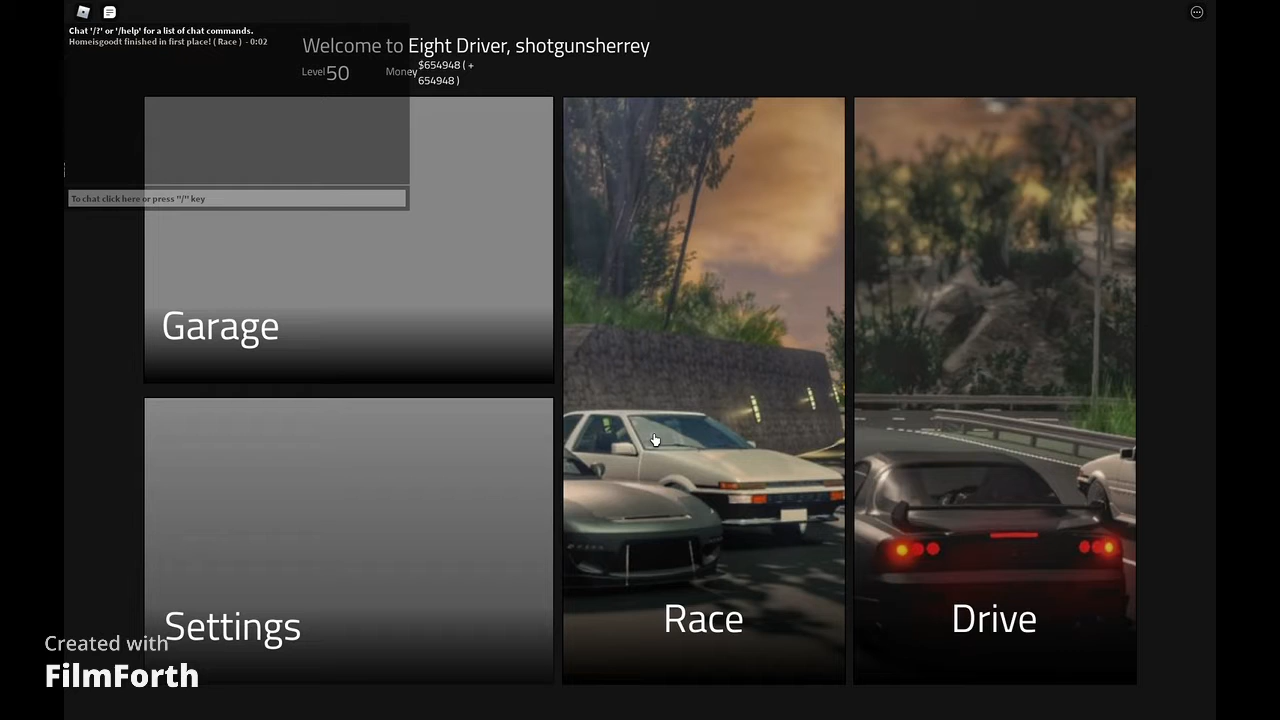 Chat '/?' or '/help' for a list of chat commands.
Homeisgoodt finished in first place! ( Race ) - 0:02
Welcome to Eight Driver, shotgunsherrey
Level50
Money
$654948 ( +
654948 )
To chat click here or press "/" key
Garage
Settings
Race
Drive
Created with
FilmForth